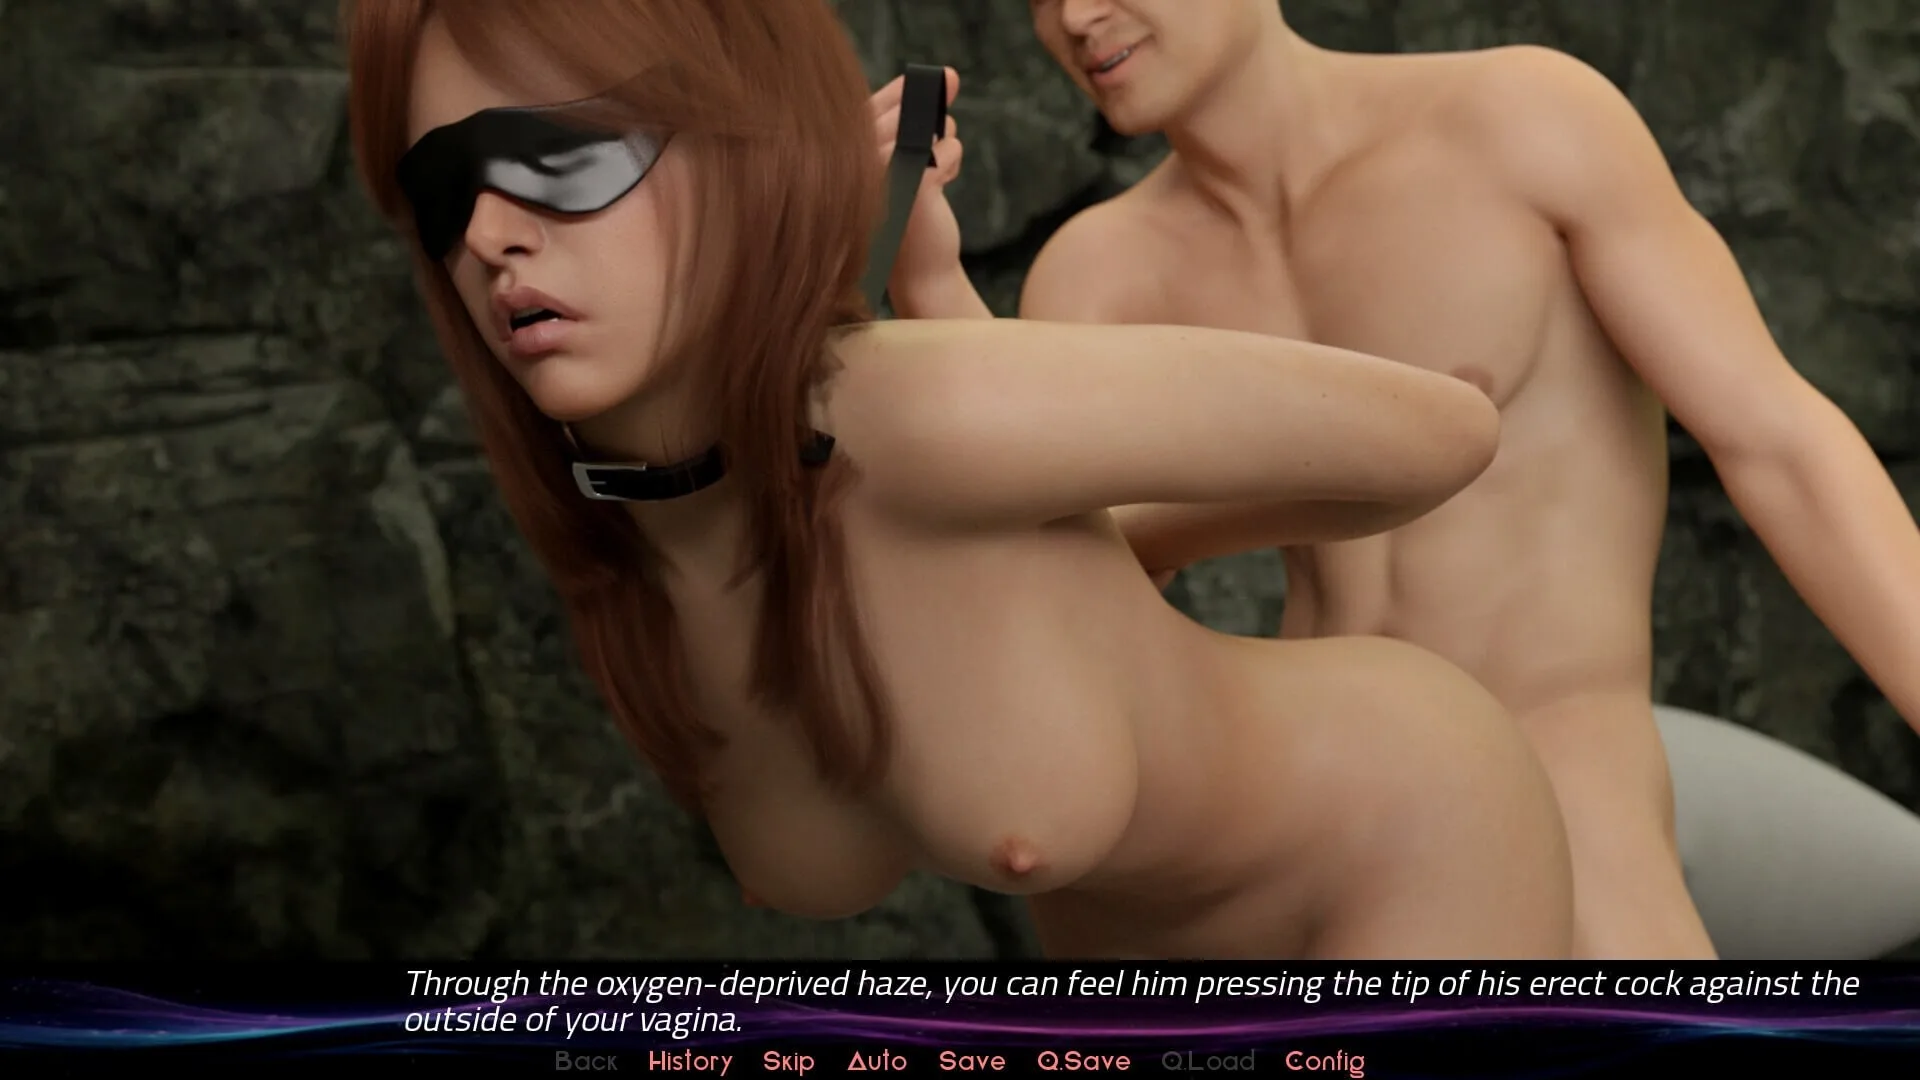 Through the oxygen-deprived haze, you can feel him pressing the tip of his erect cock against the
outside of your vagina.
Back History Skip Auto Save Q.Save Q.Load Config